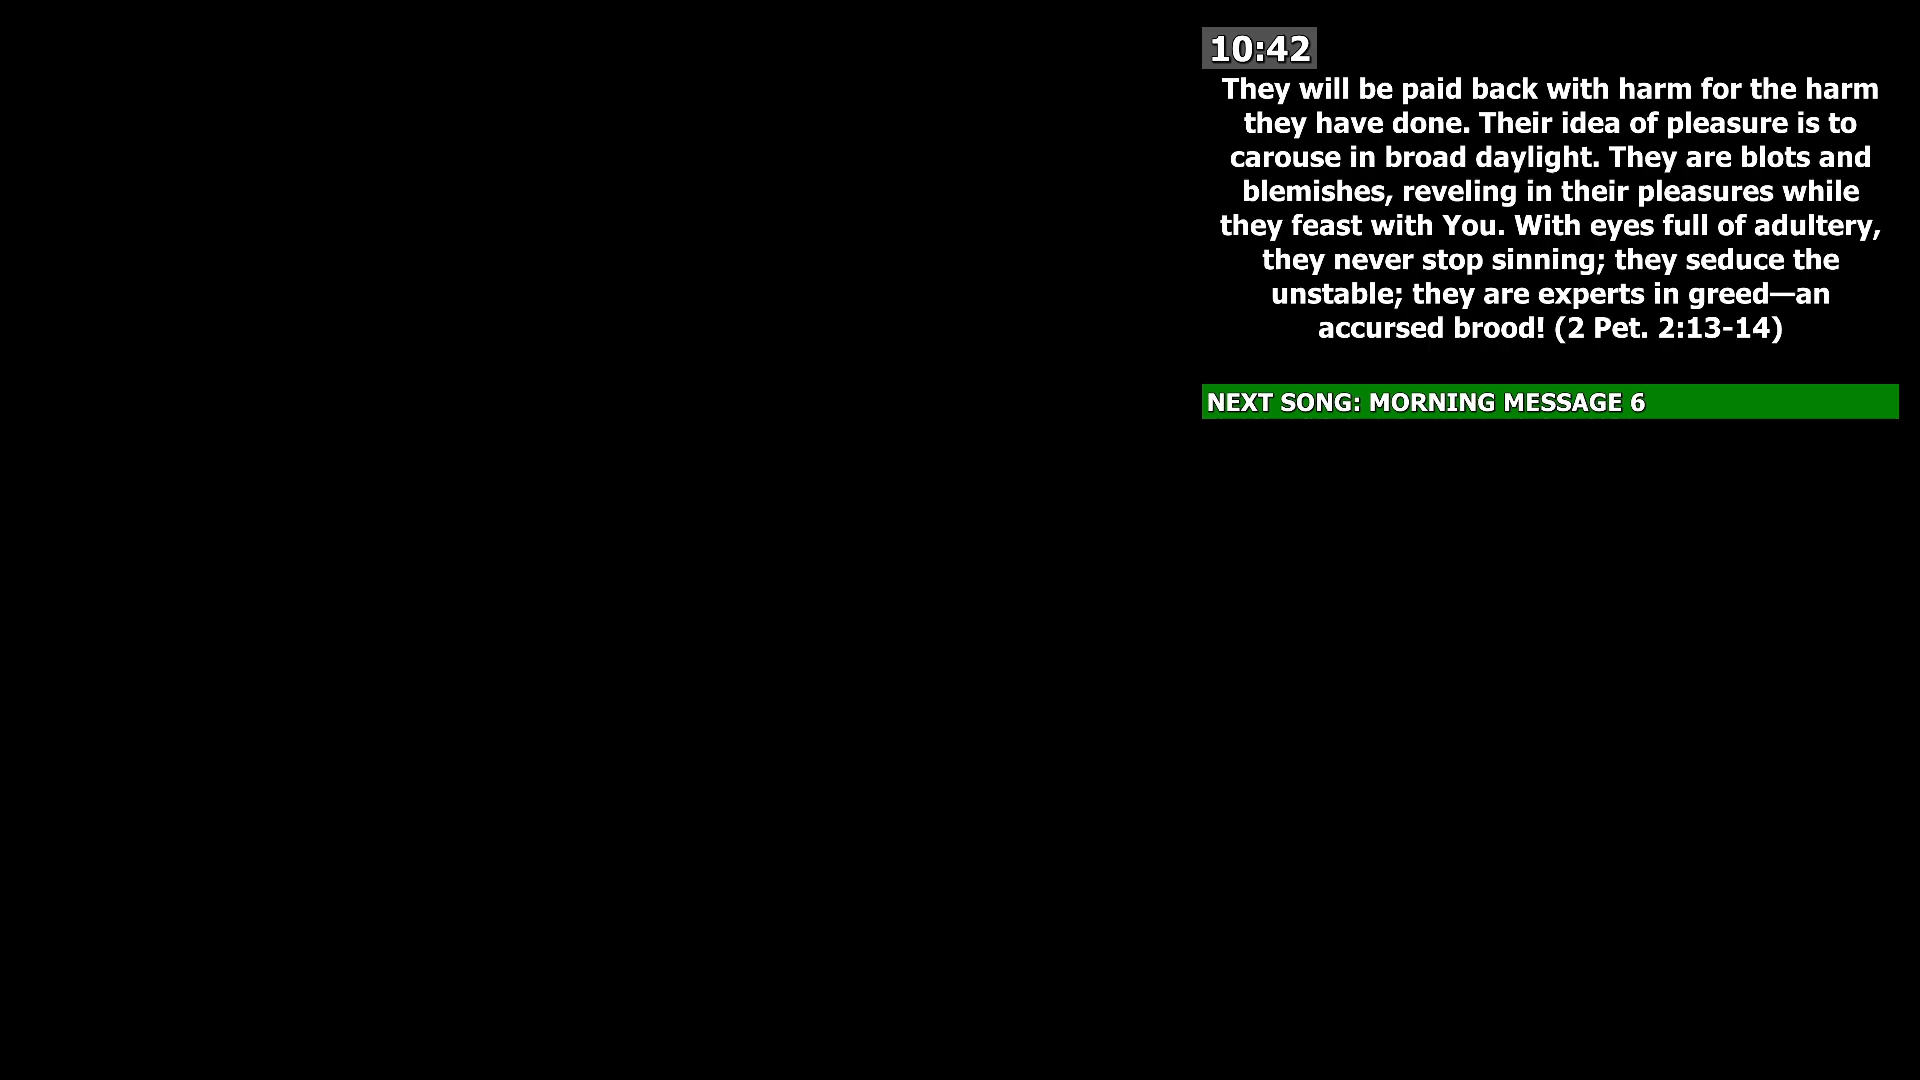 10:42
They will be paid back with harm for the harm
they have done. Their idea of pleasure is to
carouse in broad daylight. They are blots and
blemishes, reveling in their pleasures while
they feast with You. With eyes full of adultery,
they never stop sinning; they seduce the
unstable; they are experts in greed—an
accursed brood! (2 Pet. 2:13-14)
NEXT SONG: MORNING MESSAGE 6